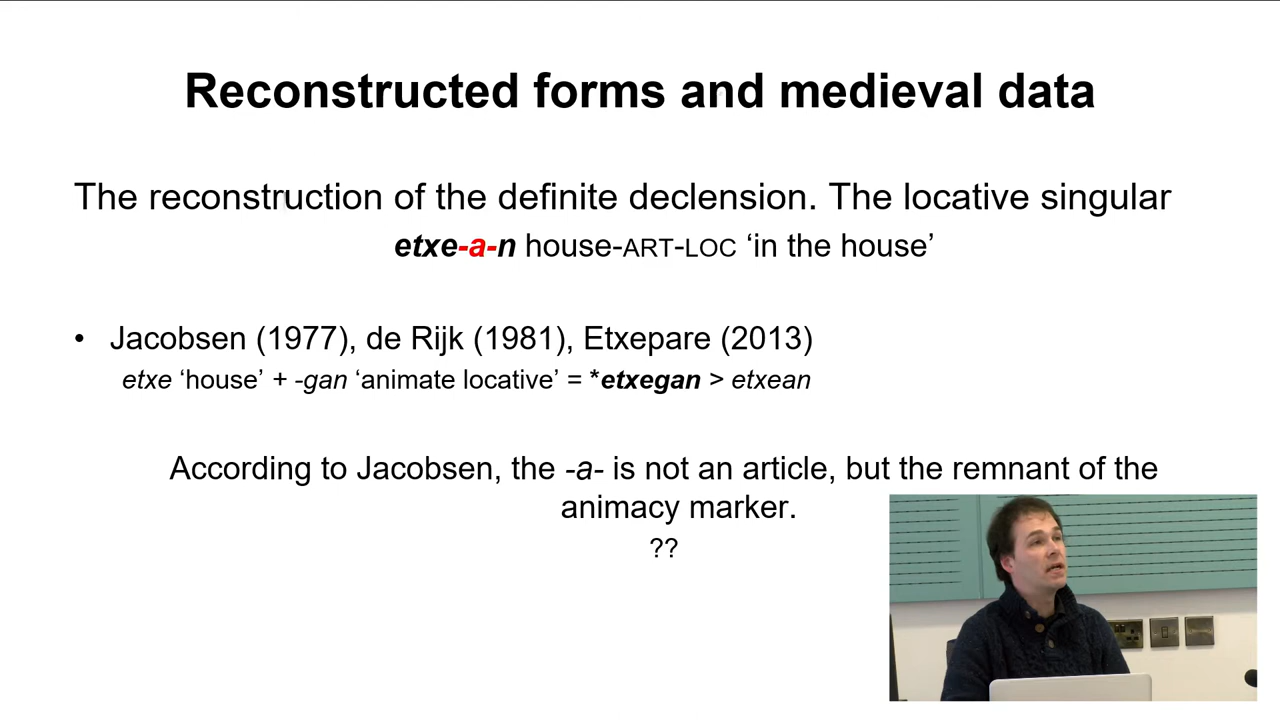 Reconstructed forms and medieval data
The reconstruction of the definite declension. The locative singular
etxe-a-n house-ART-LOC ‘in the house’
• Jacobsen (1977), de Rijk (1981), Etxepare (2013)
etxe ‘house’ + -gan ‘animate locative’ = *etxegan > etxean
According to Jacobsen, the -a- is not an article, but the remnant of the
animacy marker.
??